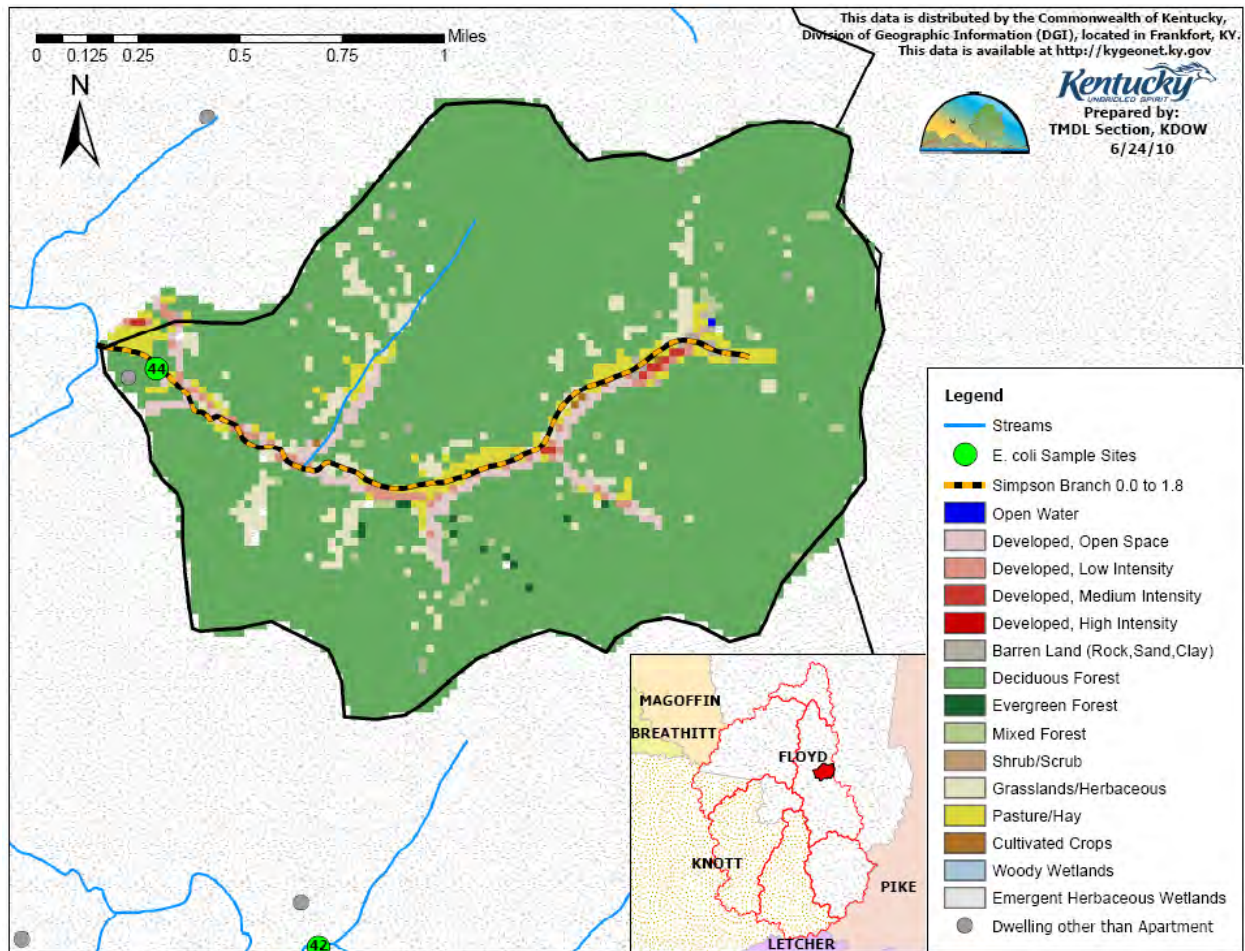 This data is distributed by the Commonwealth of Kentucky,
Division of Geographic Information (DGI), located in Frankfort, KY.
This data is available at http://kygeonet.ky.gov
Miles
0 0.125 0.25 0.5 0.75 1
N
Kentucky
UNBRIDLED SPIRIT
Prepared by:
TMDL Section, KDOW
6/24/10
44
42
Legend
Streams
E. coli Sample Sites
Simpson Branch 0.0 to 1.8
Open Water
Developed, Open Space
Developed, Low Intensity
Developed, Medium Intensity
Developed, High Intensity
Barren Land (Rock,Sand,Clay)
Deciduous Forest
Evergreen Forest
Mixed Forest
Shrub/Scrub
Grasslands/Herbaceous
Pasture/Hay
Cultivated Crops
Woody Wetlands
Emergent Herbaceous Wetlands
Dwelling other than Apartment
MAGOFFIN
BREATHITT
FLOYD
KNOTT
PIKE
LETCHER